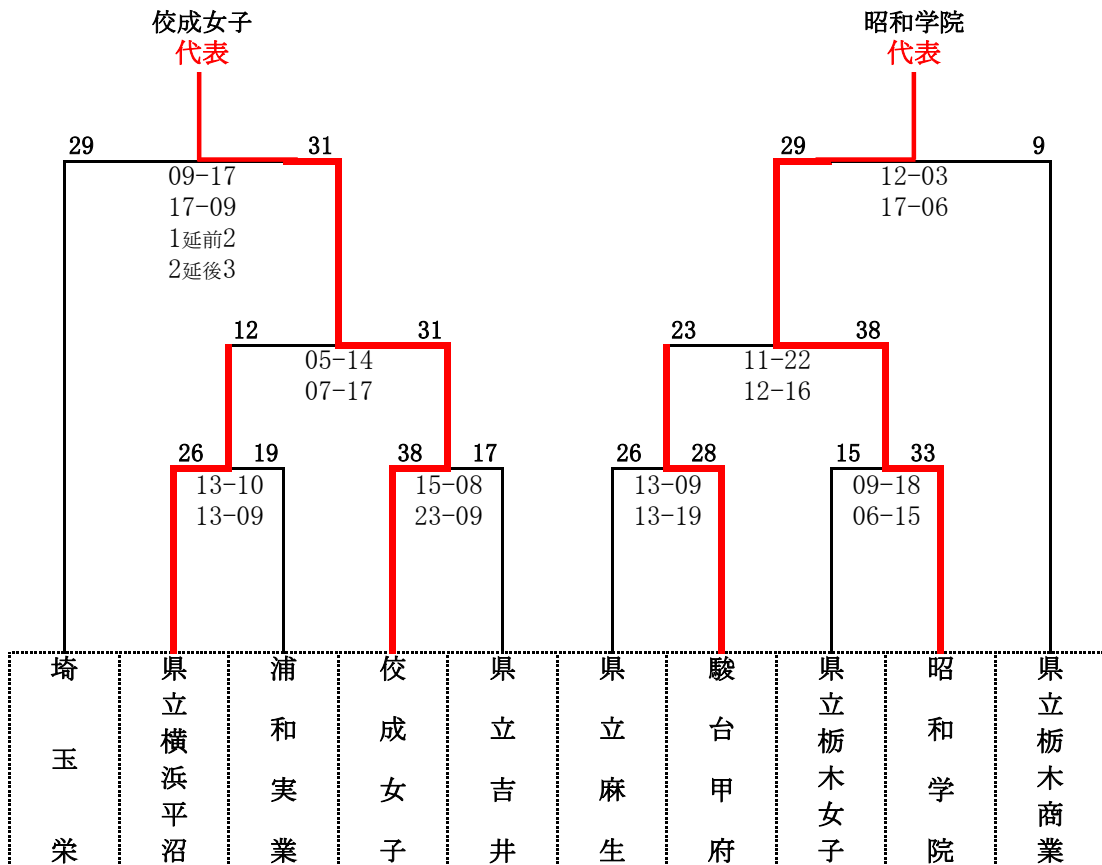 佼成女子
代表
昭和学院
代表
29
31
29
9
09-17
17-09
1延前2
2延後3
12-03
17-06
12
31
23
38
05-14
07-17
11-22
12-16
26
19
38
17
26
28
15
33
13-10
13-09
15-08
23-09
13-09
13-19
09-18
06-15
埼玉栄
県立横浜平沼
浦和実業
佼成女子
県立吉井
県立麻生
駿台甲府
県立栃木女子
昭和学院
県立栃木商業